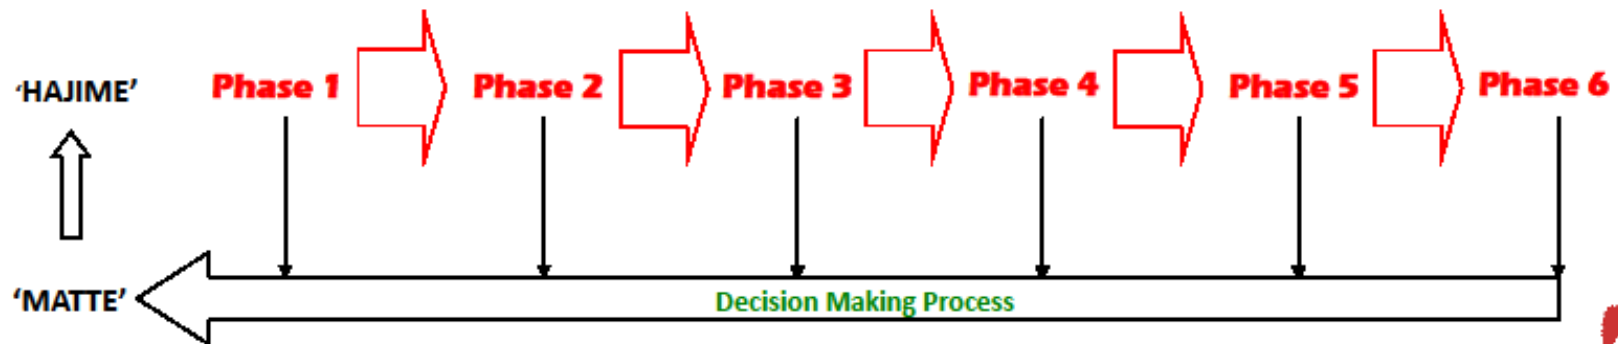 ‘HAJIME’ Phase 1 Phase 2 Phase 3 Phase 4 Phase 5 Phase 6
‘MATTE’ Decision Making Process